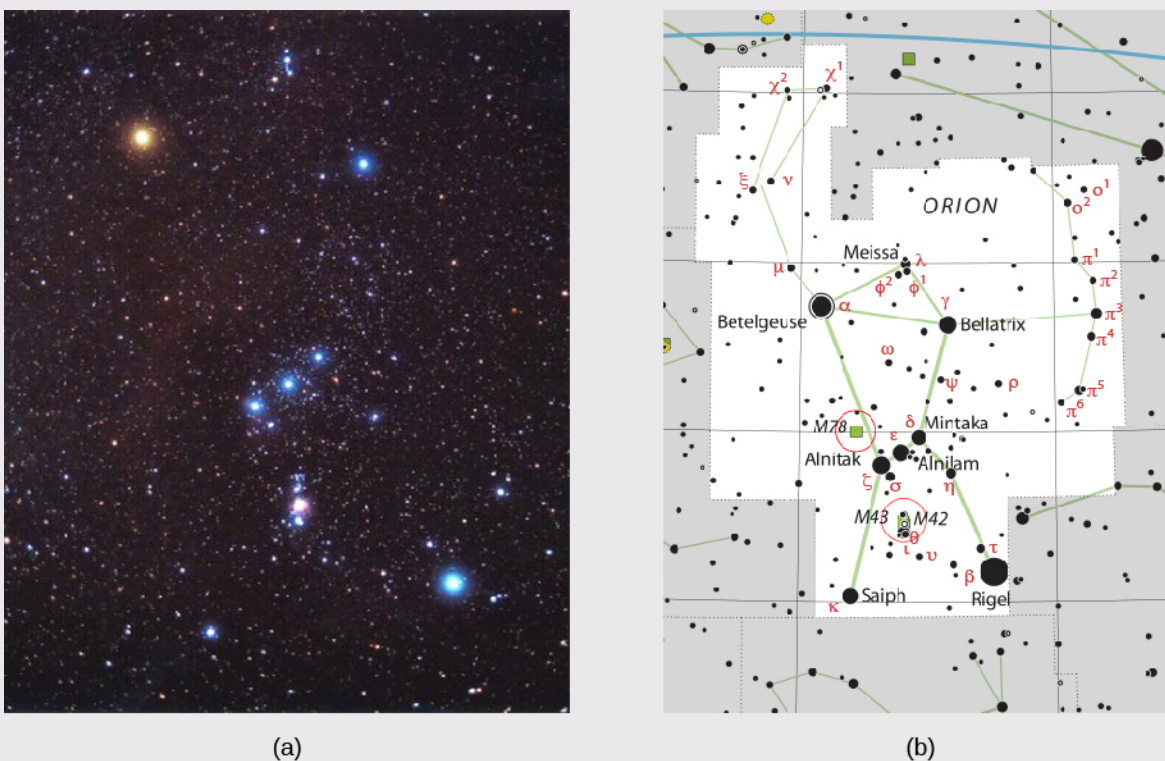 χ² χ¹
ξ ν
ο² ο¹
ORION
Meissa λ
π¹
μ
φ² φ¹
π²
α γ
π³
Betelgeuse Bellatrix
π⁴
ω
ψ ρ
π⁵
π⁶
M78 δ Mintaka
ε
Alnitak Alnilam
ζ σ η
M43 M42
θ
ι υ τ
β
κ Saiph Rigel
(a) (b)